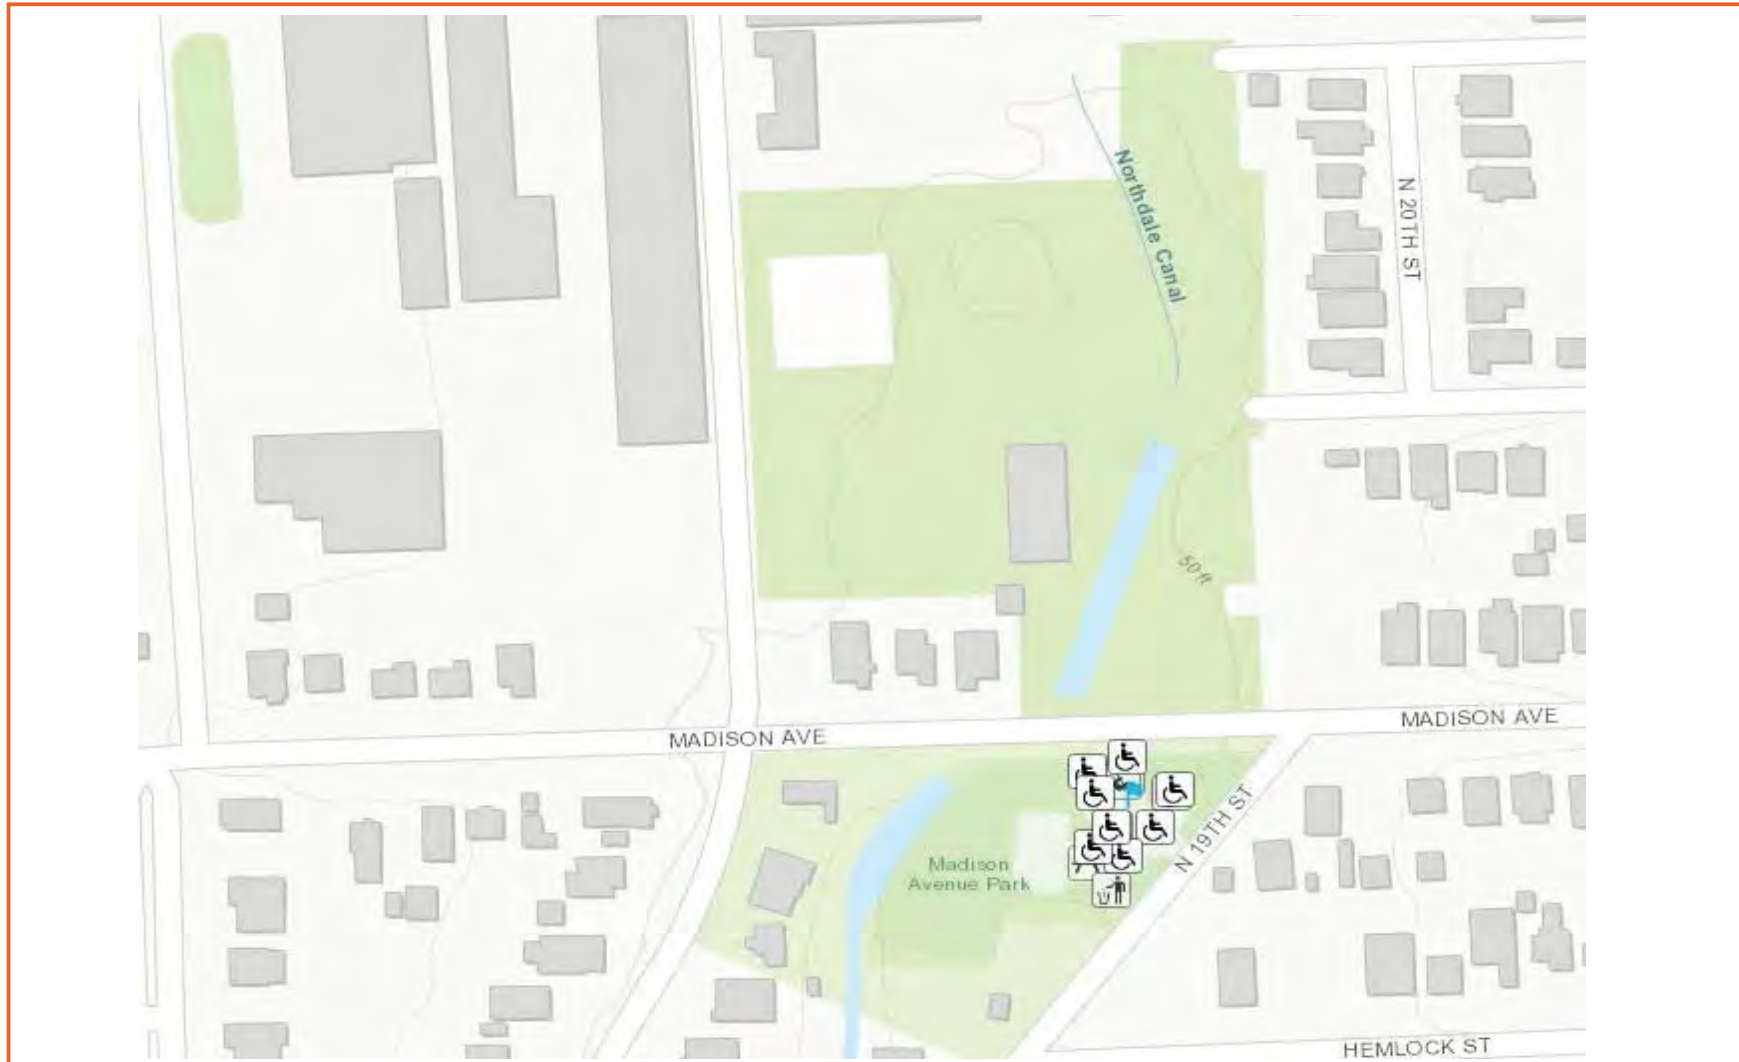 Northdale Canal
N 20TH ST
50 ft
MADISON AVE
MADISON AVE
N 19TH ST
Madison
Avenue Park
HEMLOCK ST